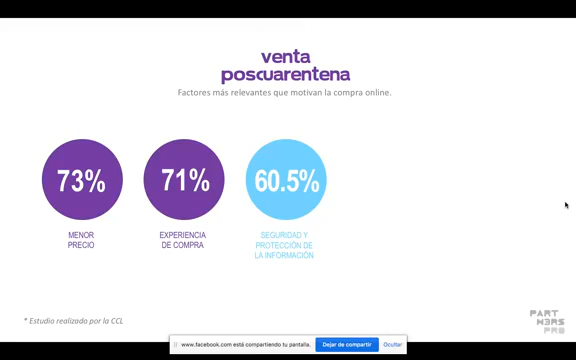 venta
poscuarentena
Factores más relevantes que motivan la compra online.
73%
71%
60.5%
MENOR
PRECIO
EXPERIENCIA
DE COMPRA
SEGURIDAD Y
PROTECCIÓN DE
LA INFORMACIÓN
* Estudio realizado por la CCL
PART
N3RS
PRO
www.facebook.com está compartiendo tu pantalla.
Dejar de compartir
Ocultar